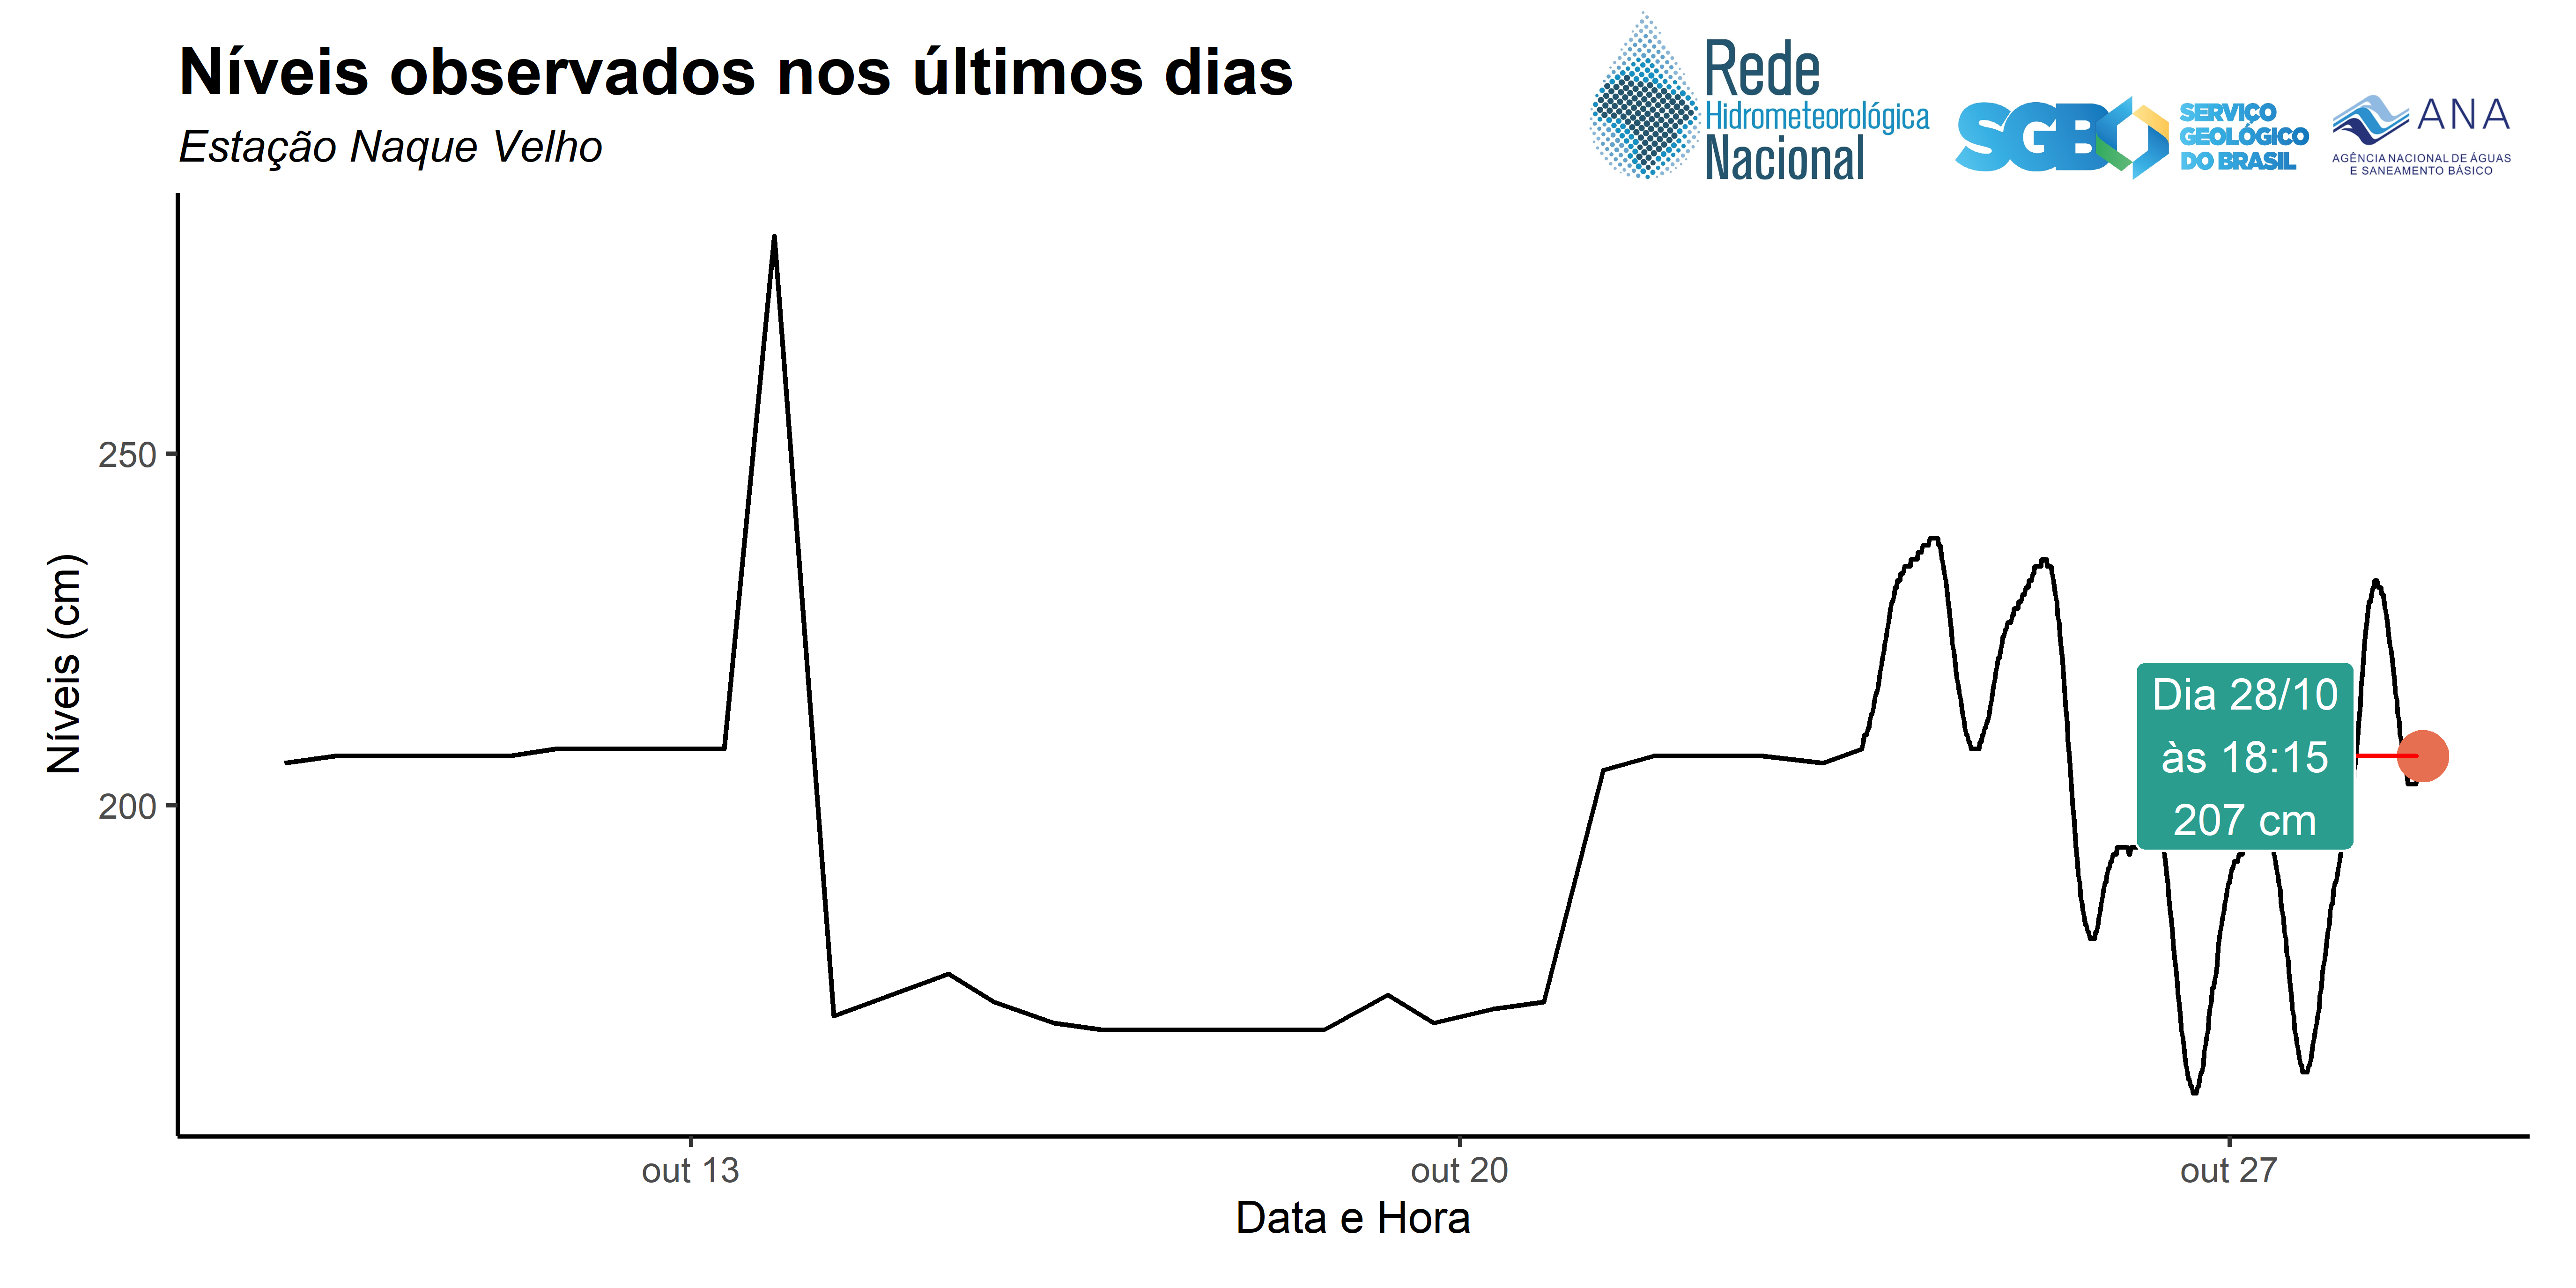 Níveis observados nos últimos dias
Estação Naque Velho
Rede
Hidrometeorológica
Nacional
SGB
SERVIÇO
GEOLÓGICO
DO BRASIL
ANA
AGÊNCIA NACIONAL DE ÁGUAS
E SANEAMENTO BÁSICO
Níveis (cm)
250
200
Dia 28/10
às 18:15
207 cm
out 13
out 20
out 27
Data e Hora